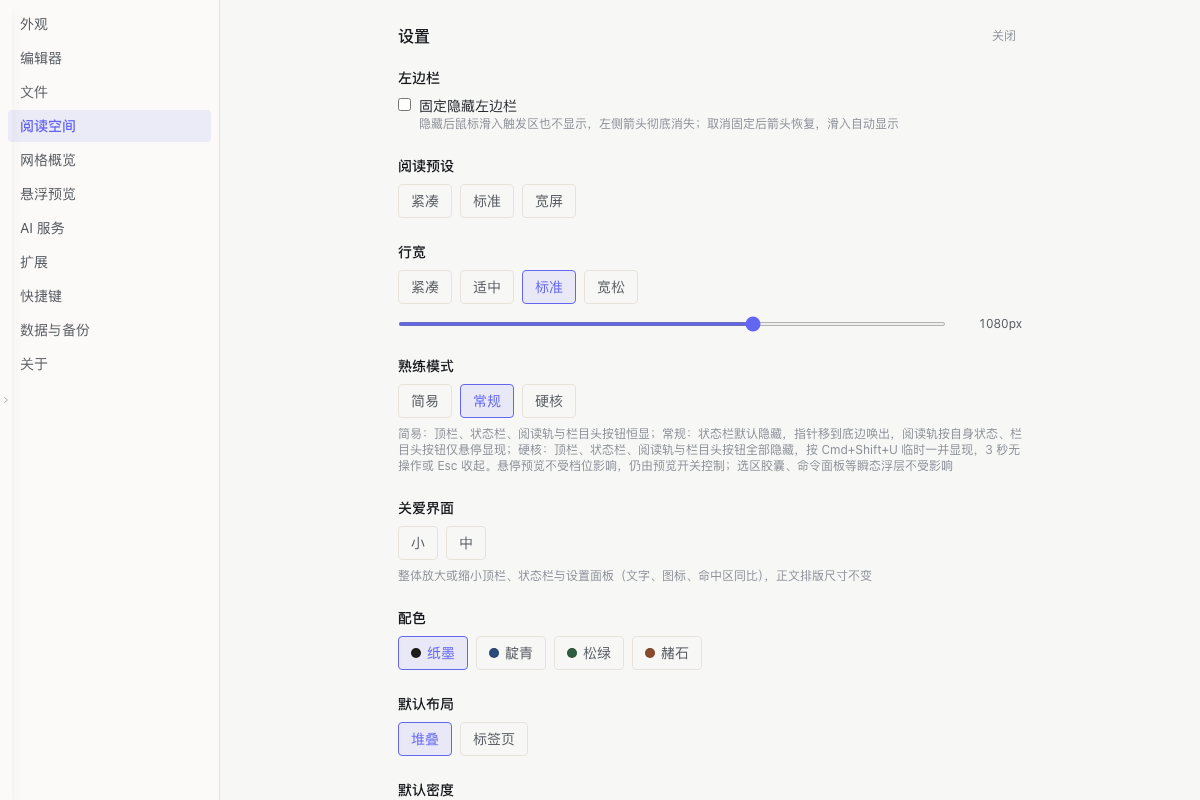 外观
编辑器
文件
阅读空间
网格概览
悬浮预览
AI 服务
扩展
快捷键
数据与备份
关于
设置
关闭
左边栏
固定隐藏左边栏
隐藏后鼠标滑入触发区也不显示，左侧箭头彻底消失；取消固定后箭头恢复，滑入自动显示
阅读预设
紧凑
标准
宽屏
行宽
紧凑
适中
标准
宽松
1080px
熟练模式
简易
常规
硬核
简易：顶栏、状态栏、阅读轨与栏目头按钮恒显；常规：状态栏默认隐藏，指针移到底边唤出，阅读轨按自身状态、栏
目头按钮仅悬停显现；硬核：顶栏、状态栏、阅读轨与栏目头按钮全部隐藏，按 Cmd+Shift+U 临时一并显现，3 秒无
操作或 Esc 收起。悬停预览不受档位影响，仍由预览开关控制；选区胶囊、命令面板等瞬态浮层不受影响
关爱界面
小
中
整体放大或缩小顶栏、状态栏与设置面板（文字、图标、命中区同比），正文排版尺寸不变
配色
纸墨
靛青
松绿
赭石
默认布局
堆叠
标签页
默认密度